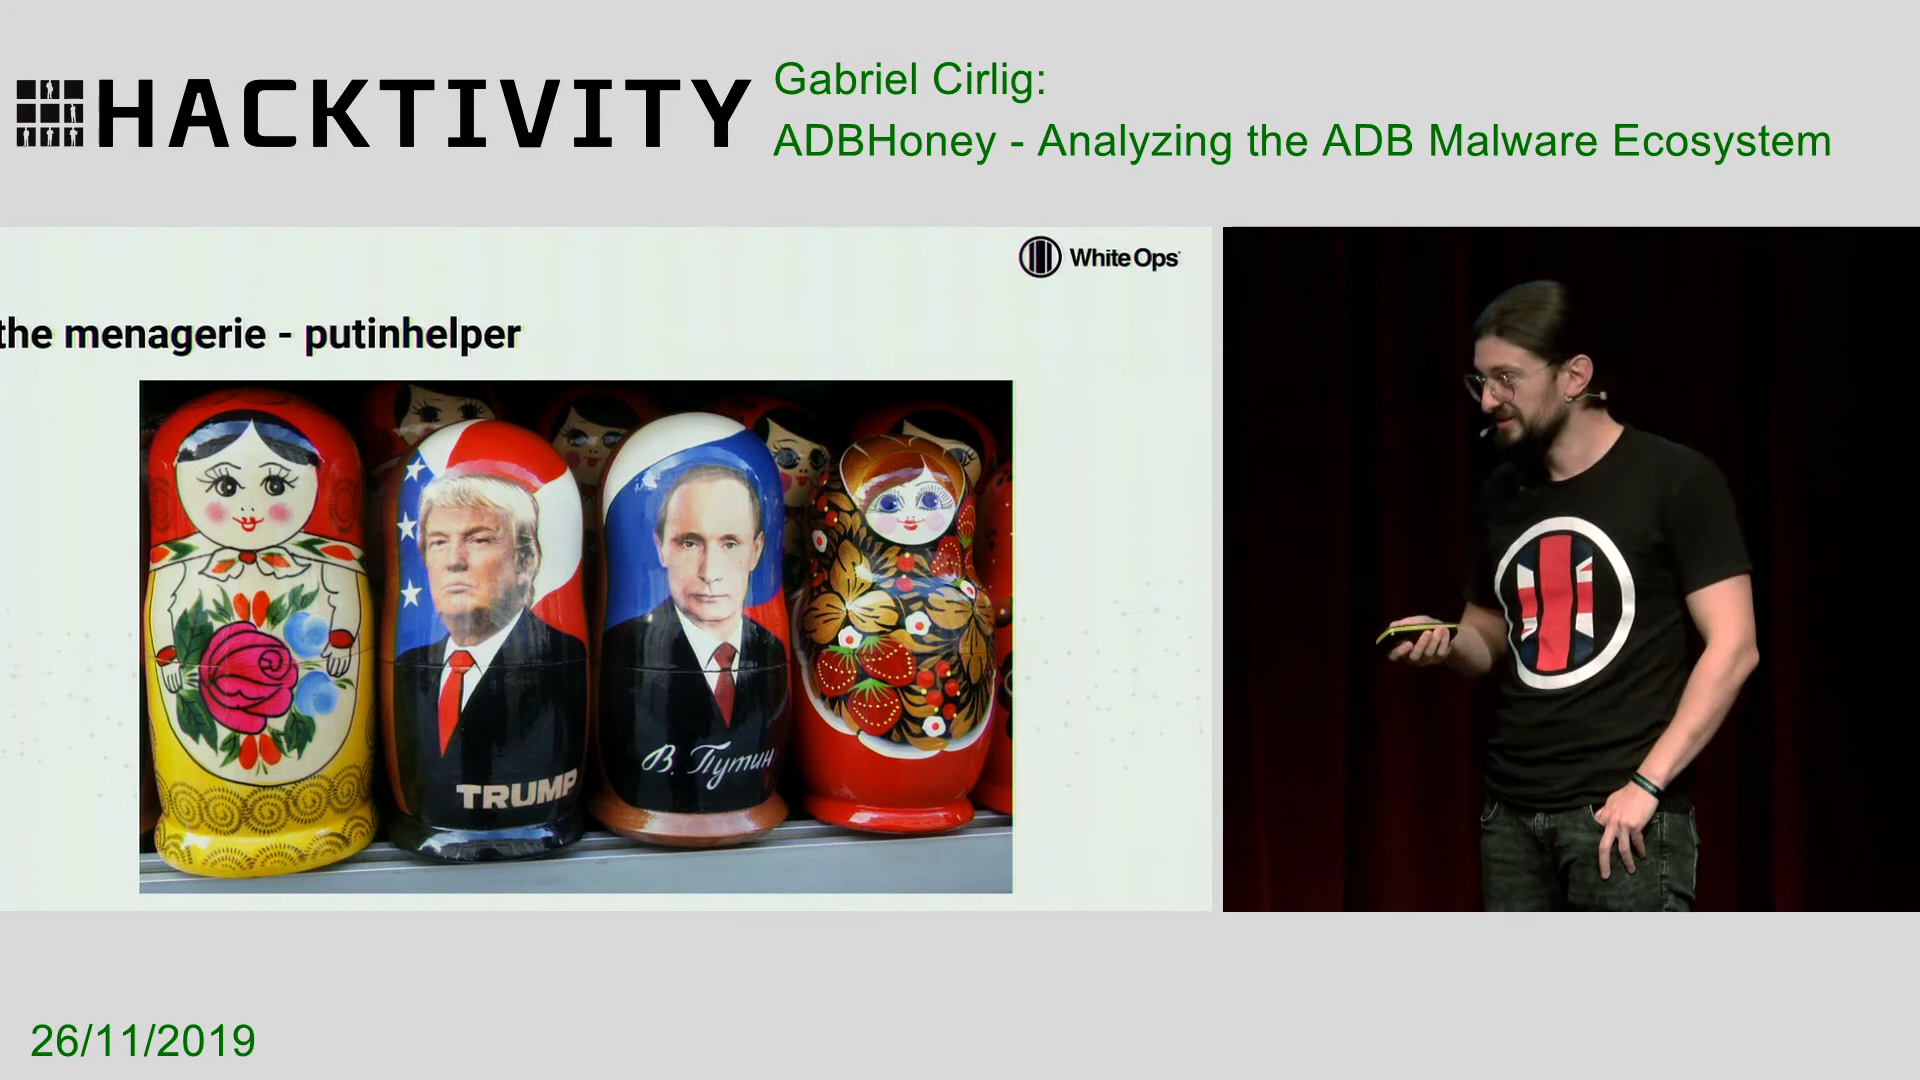 HACKTIVITY
Gabriel Cirlig:
ADBHoney - Analyzing the ADB Malware Ecosystem
White Ops
the menagerie - putinhelper
TRUMP
В. Путин
26/11/2019